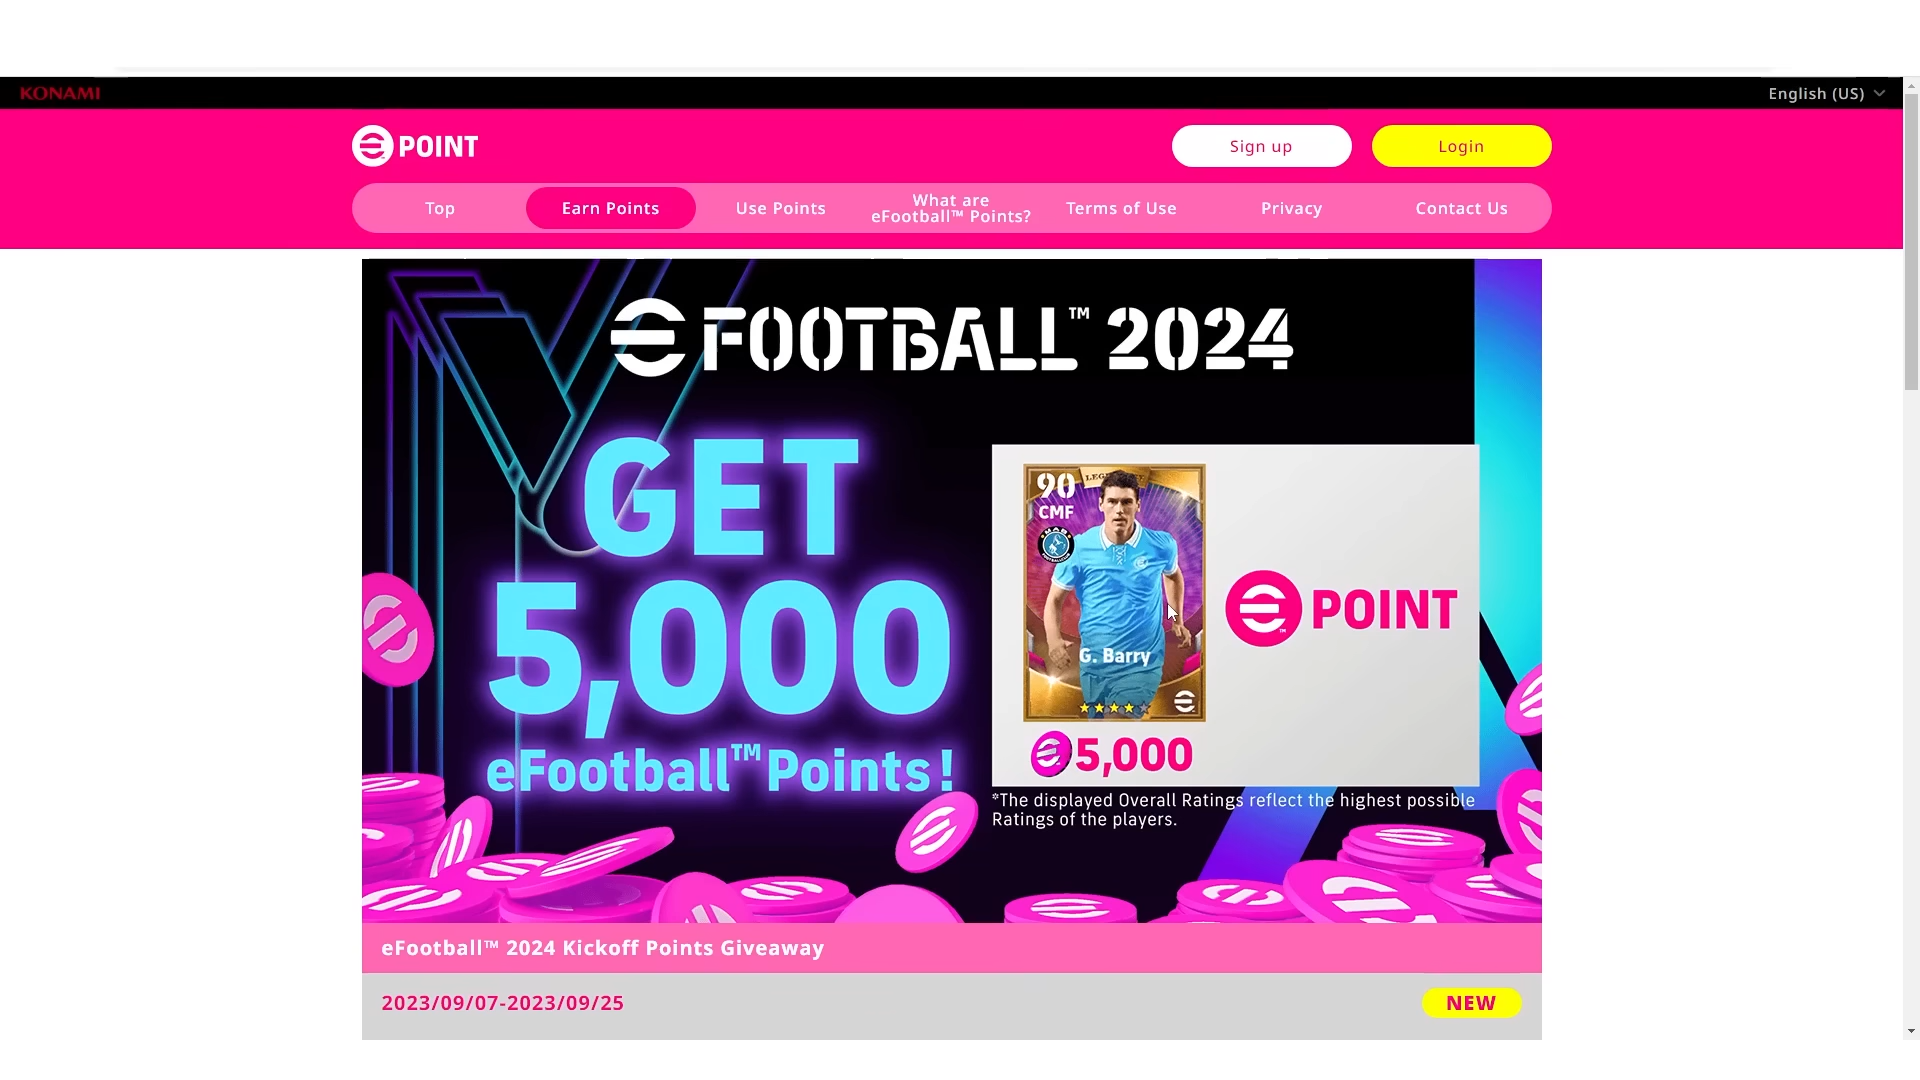 KONAMI
English (US)
POINT
Sign up
Login
Top
Earn Points
Use Points
What are
eFootball™ Points?
Terms of Use
Privacy
Contact Us
FOOTBALL™ 2024
GET
5,000
eFootball™ Points!
90
CMF
G. Barry
POINT
5,000
*The displayed Overall Ratings reflect the highest possible
Ratings of the players.
eFootball™ 2024 Kickoff Points Giveaway
2023/09/07-2023/09/25
NEW